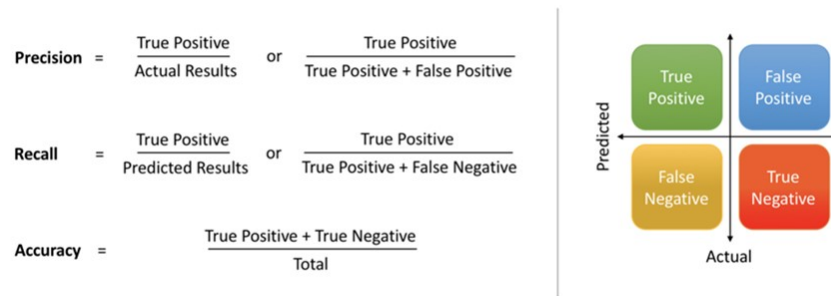 Precision = True Positive / Actual Results or True Positive / True Positive + False Positive
Recall = True Positive / Predicted Results or True Positive / True Positive + False Negative
Accuracy = True Positive + True Negative / Total
Predicted
True Positive
False Positive
False Negative
True Negative
Actual